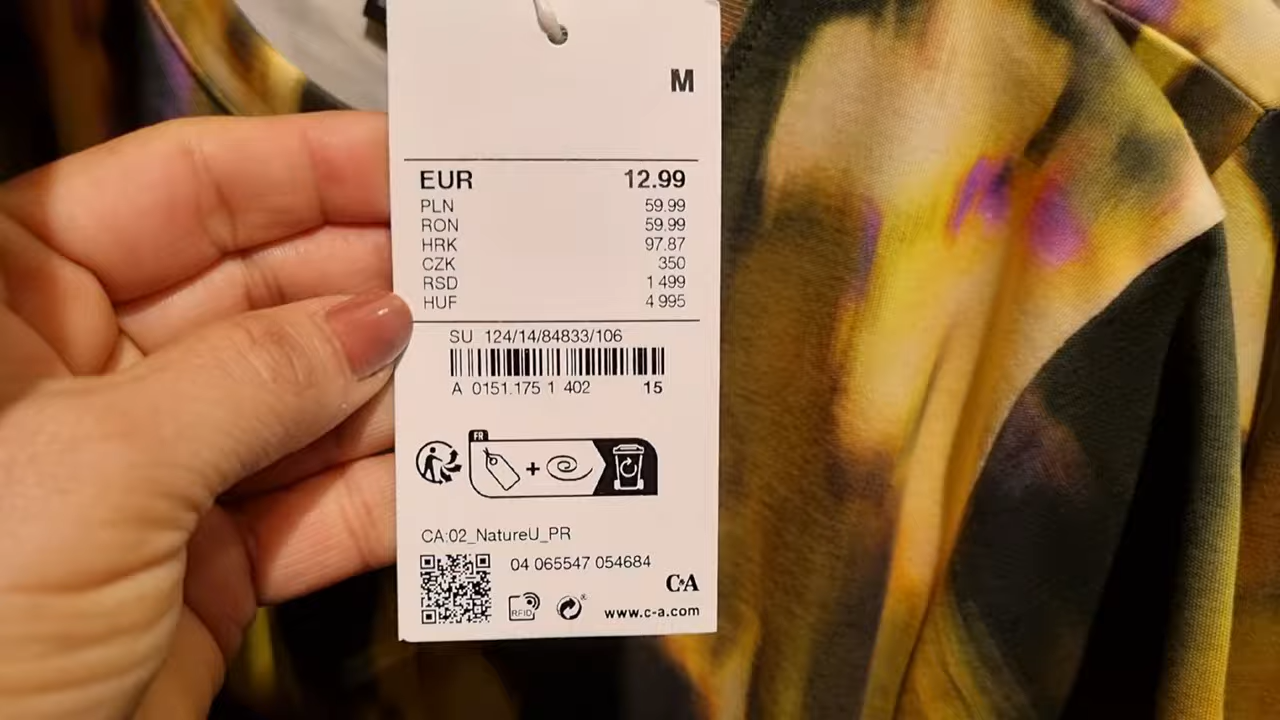 M
EUR 12.99
PLN 59.99
RON 59.99
HRK 97.87
CZK 350
RSD 1 499
HUF 4 995
SU 124/14/84833/106
A 0151.175 1 402 15
FR
+
CA:02_NatureU_PR
04 065547 054684
C&A
RFID
www.c-a.com